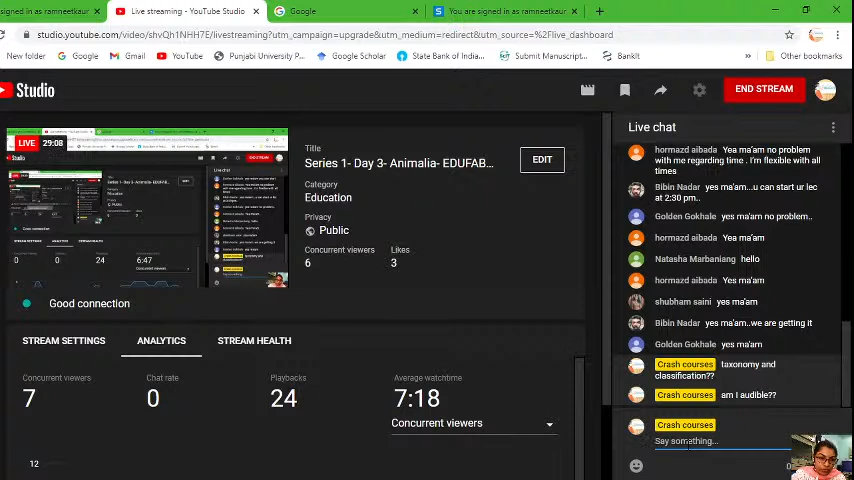 signed in as ramneetkaur
Live streaming - YouTube Studio
Google
You are signed in as ramneetkaur
studio.youtube.com/video/shvQh1NHH7E/livestreaming?utm_campaign=upgrade&utm_medium=redirect&utm_source=%2Flive_dashboard
New folder
Google
Gmail
YouTube
Punjabi University P...
Google Scholar
State Bank of Indi...
Submit Manuscript...
BankIt
Other bookmarks
Studio
END STREAM
LIVE 29:08
Title
Series 1- Day 3- Animalia- EDUFAB...
EDIT
Category
Education
Privacy
Public
Concurrent viewers
Likes
6
3
Good connection
STREAM SETTINGS
ANALYTICS
STREAM HEALTH
Concurrent viewers
Chat rate
Playbacks
Average watchtime
7
0
24
7:18
Concurrent viewers
12
Live chat
hormazd aibada Yea ma'am no problem
with me regarding time . I'm flexible with all
times
Bibin Nadar yes ma'am...u can start ur lec
at 2:30 pm..
Golden Gokhale yes ma'am no problem..
hormazd aibada Yea ma'am
Natasha Marbaniang hello
hormazd aibada Yes ma'am
shubham saini yes ma'am
Bibin Nadar yes ma'am..we are getting it
Golden Gokhale yes ma'am
Crash courses taxonomy and
classification??
Crash courses am I audible??
Crash courses
Say something...